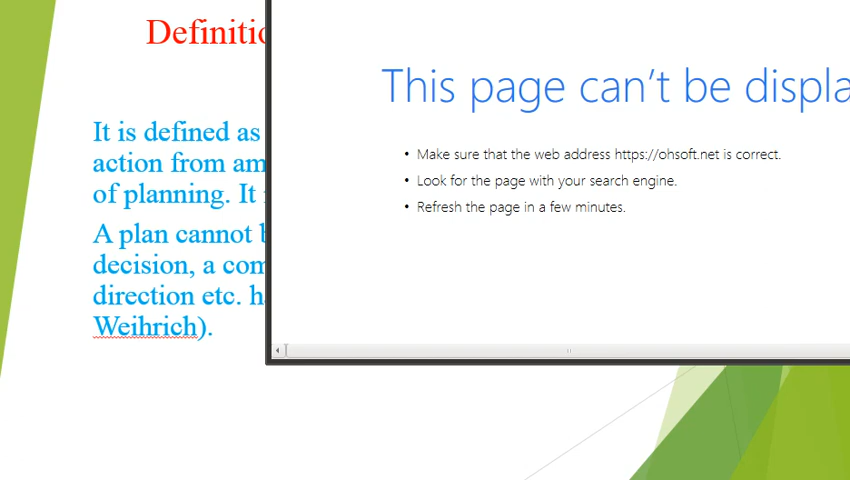 Definitio
This page can't be displa
It is defined as
action from am
of planning. It
A plan cannot b
decision, a com
direction etc. h
Weihrich).
• Make sure that the web address https://ohsoft.net is correct.
• Look for the page with your search engine.
• Refresh the page in a few minutes.